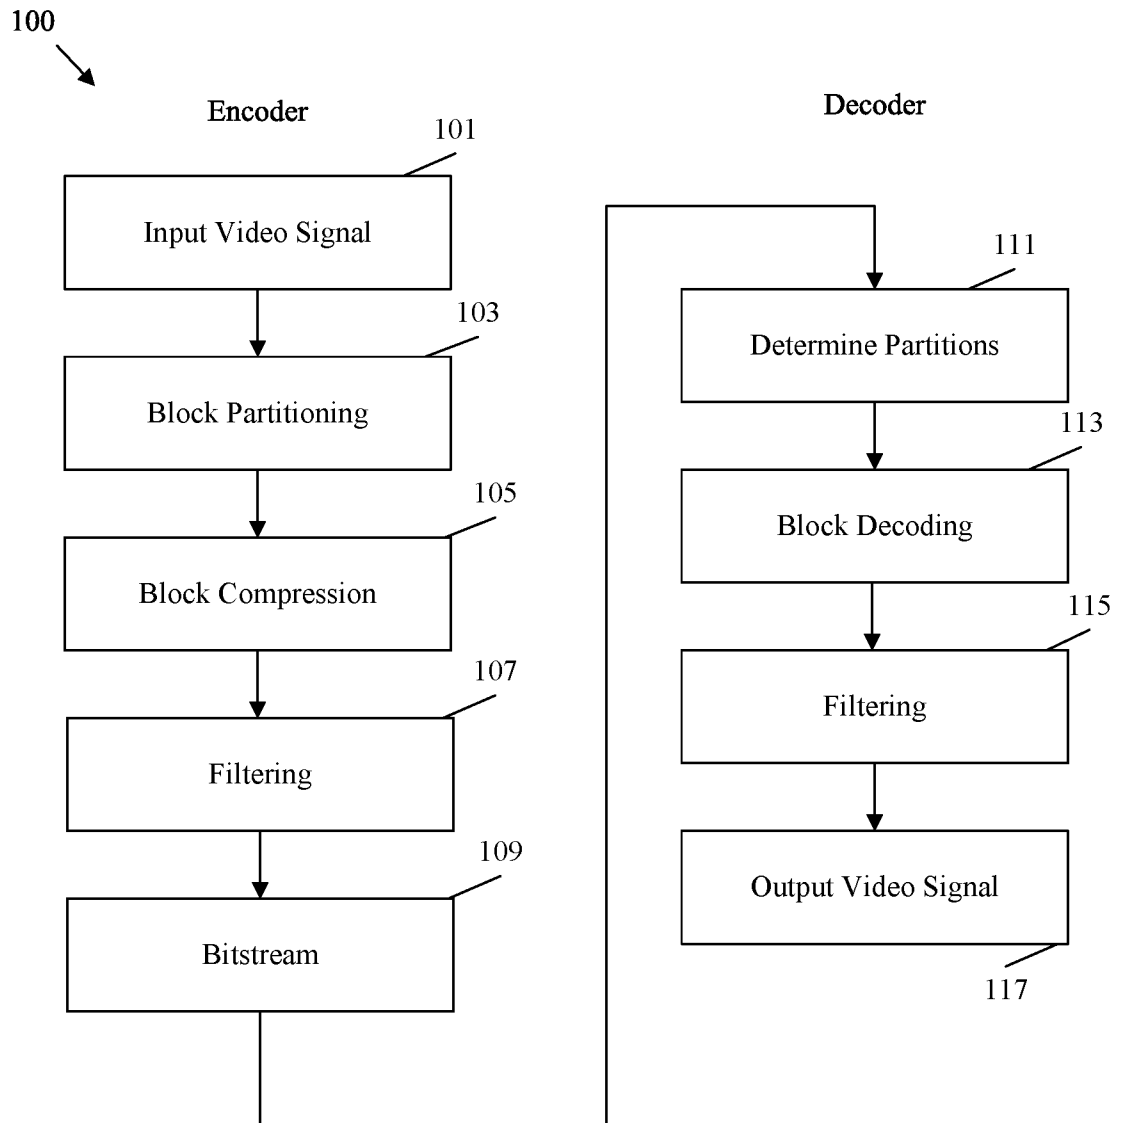 100
Encoder
101
Input Video Signal
103
Block Partitioning
105
Block Compression
107
Filtering
109
Bitstream
Decoder
111
Determine Partitions
113
Block Decoding
115
Filtering
Output Video Signal
117